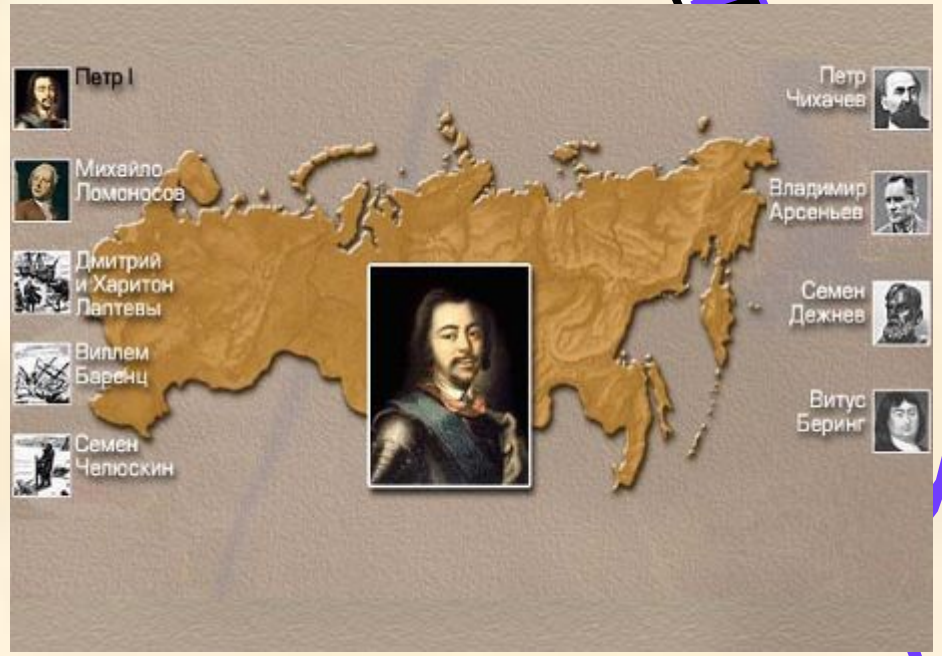 Петр I
Михайло
Ломоносов
Дмитрий
и Харитон
Лаптевы
Виллем
Баренц
Семен
Челюскин
Петр
Чихачев
Владимир
Арсеньев
Семен
Дежнев
Витус
Беринг